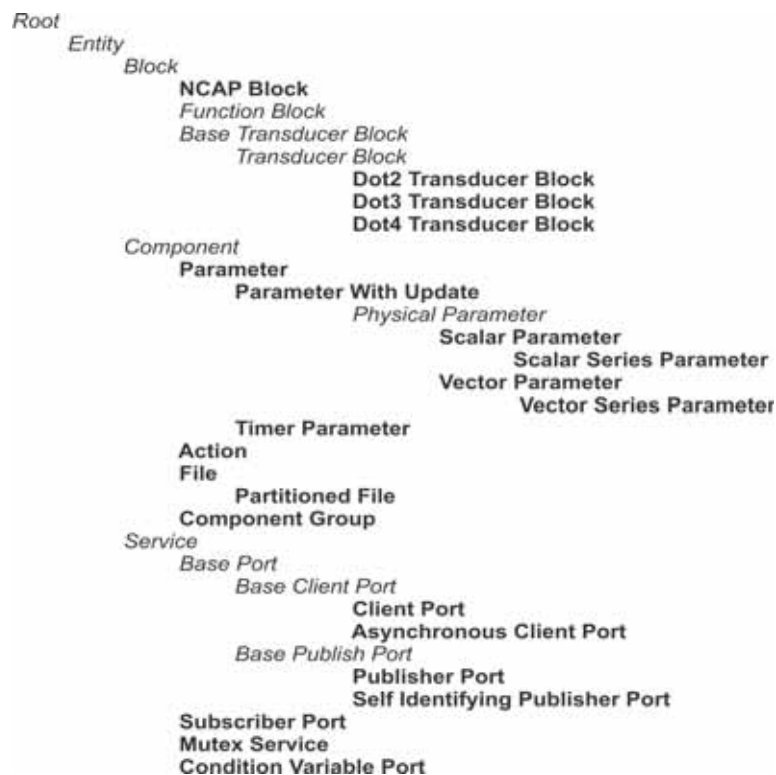 Root
Entity
Block
NCAP Block
Function Block
Base Transducer Block
Transducer Block
Dot2 Transducer Block
Dot3 Transducer Block
Dot4 Transducer Block
Component
Parameter
Parameter With Update
Physical Parameter
Scalar Parameter
Scalar Series Parameter
Vector Parameter
Vector Series Parameter
Timer Parameter
Action
File
Partitioned File
Component Group
Service
Base Port
Base Client Port
Client Port
Asynchronous Client Port
Base Publish Port
Publisher Port
Self Identifying Publisher Port
Subscriber Port
Mutex Service
Condition Variable Port